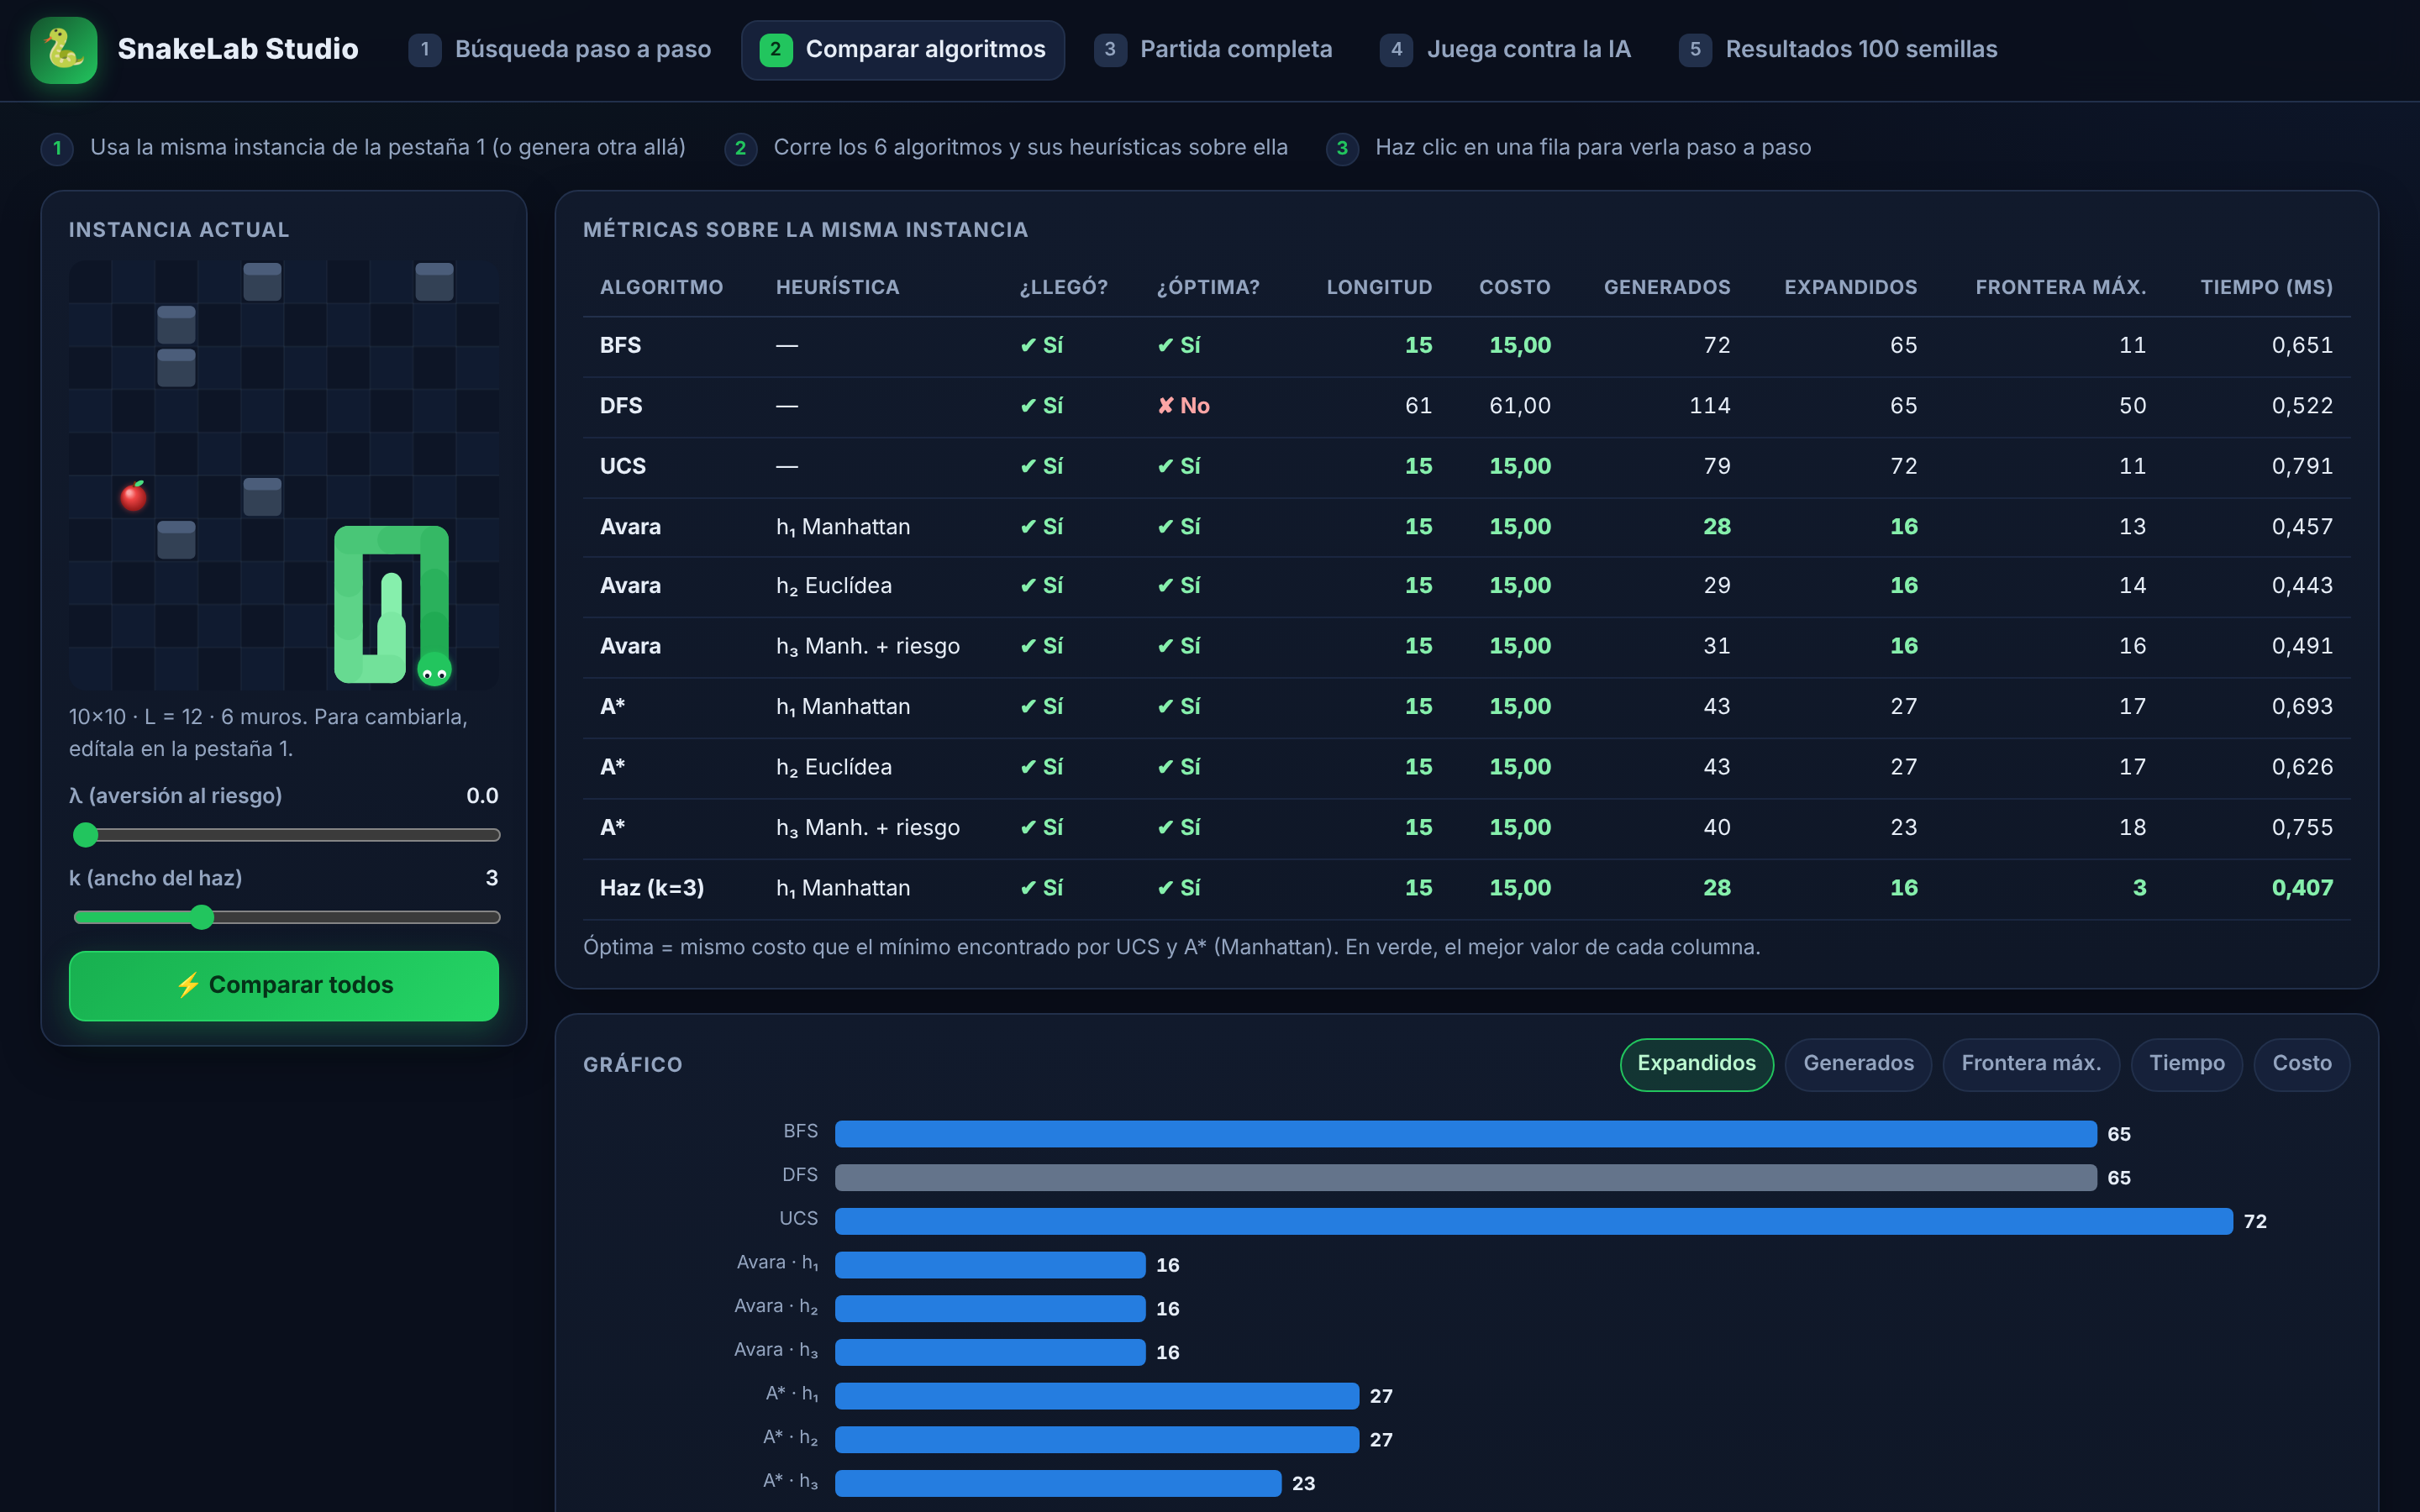 SnakeLab Studio
1 Búsqueda paso a paso
2 Comparar algoritmos
3 Partida completa
4 Juega contra la IA
5 Resultados 100 semillas
1 Usa la misma instancia de la pestaña 1 (o genera otra allá)
2 Corre los 6 algoritmos y sus heurísticas sobre ella
3 Haz clic en una fila para verla paso a paso
INSTANCIA ACTUAL
10×10 · L = 12 · 6 muros. Para cambiarla,
edítala en la pestaña 1.
λ (aversión al riesgo) 0.0
k (ancho del haz) 3
⚡ Comparar todos
MÉTRICAS SOBRE LA MISMA INSTANCIA
ALGORITMO HEURÍSTICA ¿LLEGÓ? ¿ÓPTIMA? LONGITUD COSTO GENERADOS EXPANDIDOS FRONTERA MÁX. TIEMPO (MS)
BFS — ✔ Sí ✔ Sí 15 15,00 72 65 11 0,651
DFS — ✔ Sí ✘ No 61 61,00 114 65 50 0,522
UCS — ✔ Sí ✔ Sí 15 15,00 79 72 11 0,791
Avara h₁ Manhattan ✔ Sí ✔ Sí 15 15,00 28 16 13 0,457
Avara h₂ Euclídea ✔ Sí ✔ Sí 15 15,00 29 16 14 0,443
Avara h₃ Manh. + riesgo ✔ Sí ✔ Sí 15 15,00 31 16 16 0,491
A* h₁ Manhattan ✔ Sí ✔ Sí 15 15,00 43 27 17 0,693
A* h₂ Euclídea ✔ Sí ✔ Sí 15 15,00 43 27 17 0,626
A* h₃ Manh. + riesgo ✔ Sí ✔ Sí 15 15,00 40 23 18 0,755
Haz (k=3) h₁ Manhattan ✔ Sí ✔ Sí 15 15,00 28 16 3 0,407
Óptima = mismo costo que el mínimo encontrado por UCS y A* (Manhattan). En verde, el mejor valor de cada columna.
GRÁFICO
Expandidos Generados Frontera máx. Tiempo Costo
BFS 65
DFS 65
UCS 72
Avara · h₁ 16
Avara · h₂ 16
Avara · h₃ 16
A* · h₁ 27
A* · h₂ 27
A* · h₃ 23